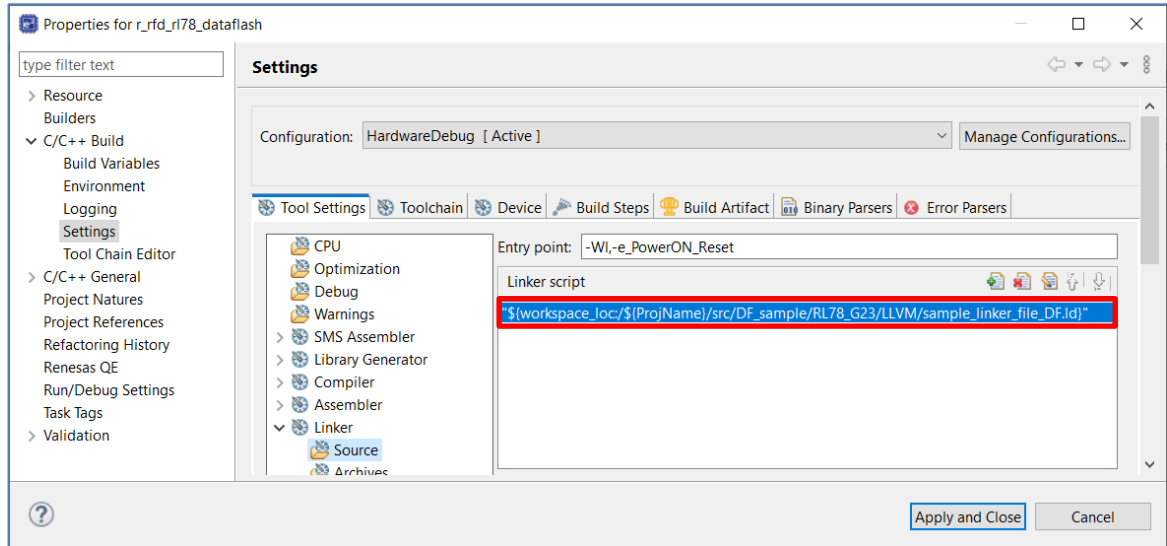 Properties for r_rfd_rl78_dataflash
type filter text
Settings
Resource
Builders
C/C++ Build
Build Variables
Environment
Logging
Settings
Tool Chain Editor
C/C++ General
Project Natures
Project References
Refactoring History
Renesas QE
Run/Debug Settings
Task Tags
Validation
Configuration: HardwareDebug [ Active ]
Manage Configurations...
Tool Settings Toolchain Device Build Steps Build Artifact Binary Parsers Error Parsers
CPU
Optimization
Debug
Warnings
SMS Assembler
Library Generator
Compiler
Assembler
Linker
Source
Archives
Entry point: -Wl,-e_PowerON_Reset
Linker script
"${workspace_loc:/${ProjName}/src/DF_sample/RL78_G23/LLVM/sample_linker_file_DF.ld}"
Apply and Close
Cancel